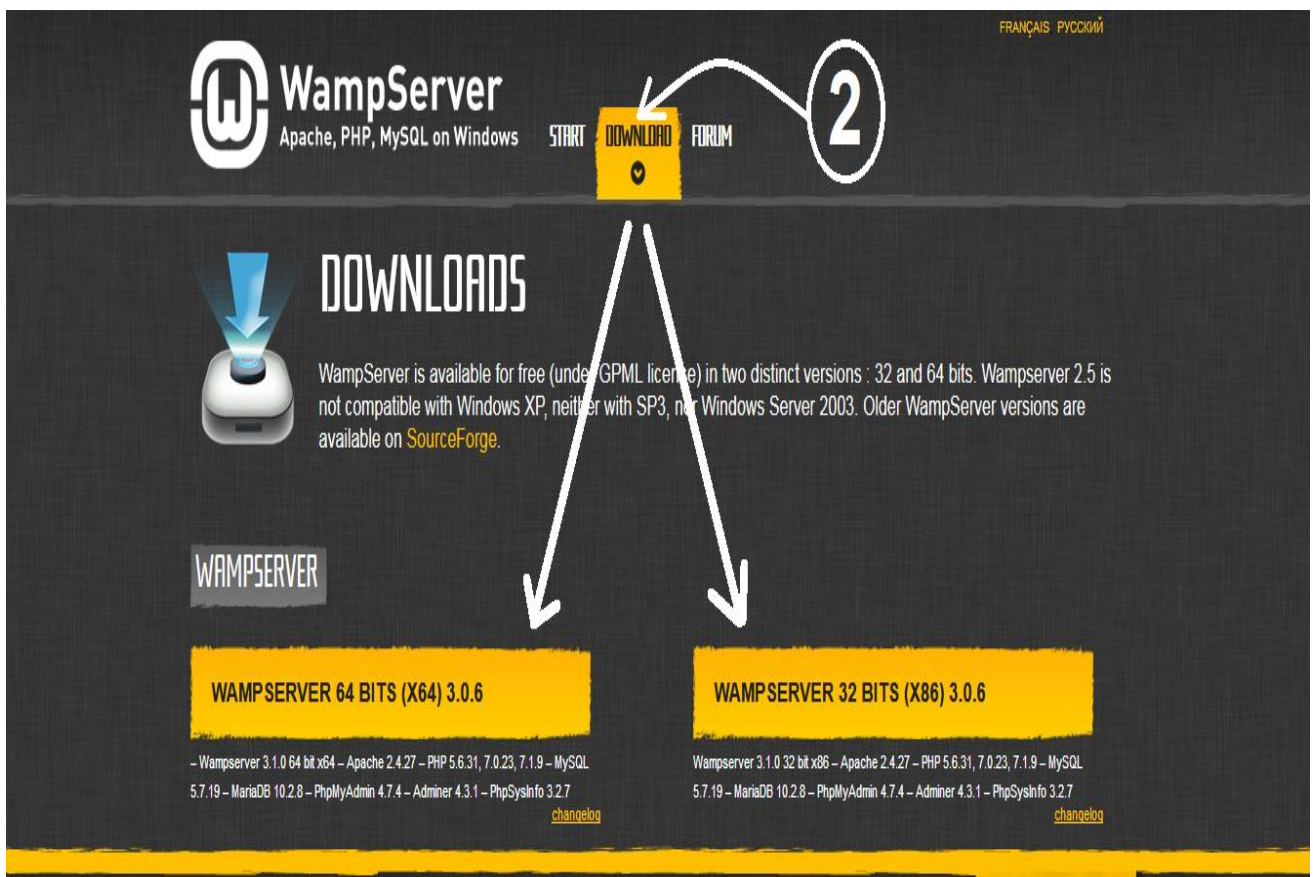 FRANÇAIS РУССКИЙ
WampServer
Apache, PHP, MySQL on Windows
START DOWNLOAD FORUM
2
DOWNLOADS
WampServer is available for free (under GPML license) in two distinct versions : 32 and 64 bits. Wampserver 2.5 is
not compatible with Windows XP, neither with SP3, nor Windows Server 2003. Older WampServer versions are
available on SourceForge.
WAMPSERVER
WAMPSERVER 64 BITS (X64) 3.0.6
– Wampserver 3.1.0 64 bit x64 – Apache 2.4.27 – PHP 5.6.31, 7.0.23, 7.1.9 – MySQL
5.7.19 – MariaDB 10.2.8 – PhpMyAdmin 4.7.4 – Adminer 4.3.1 – PhpSysInfo 3.2.7
changelog
WAMPSERVER 32 BITS (X86) 3.0.6
Wampserver 3.1.0 32 bit x86 – Apache 2.4.27 – PHP 5.6.31, 7.0.23, 7.1.9 – MySQL
5.7.19 – MariaDB 10.2.8 – PhpMyAdmin 4.7.4 – Adminer 4.3.1 – PhpSysInfo 3.2.7
changelog